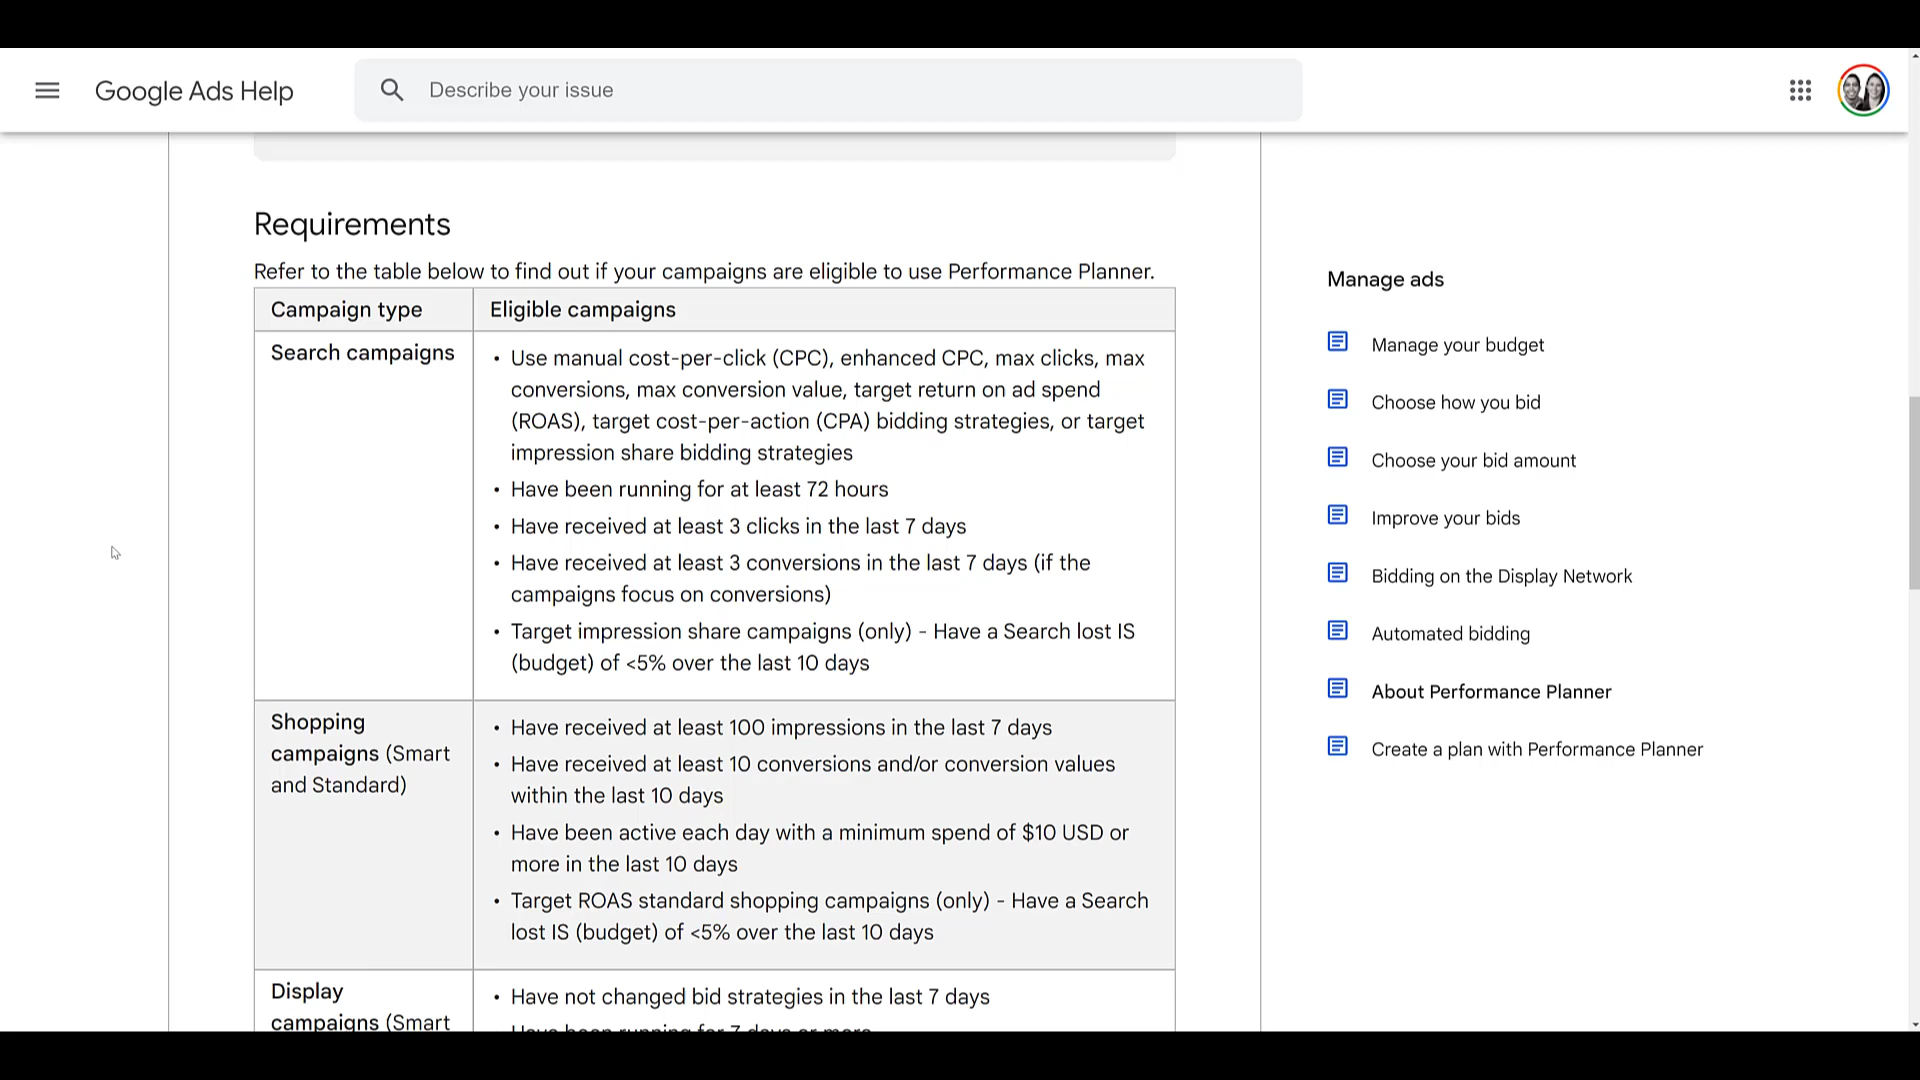 Google Ads Help
Describe your issue
Requirements
Refer to the table below to find out if your campaigns are eligible to use Performance Planner.
Campaign type
Eligible campaigns
Search campaigns
• Use manual cost-per-click (CPC), enhanced CPC, max clicks, max
conversions, max conversion value, target return on ad spend
(ROAS), target cost-per-action (CPA) bidding strategies, or target
impression share bidding strategies
• Have been running for at least 72 hours
• Have received at least 3 clicks in the last 7 days
• Have received at least 3 conversions in the last 7 days (if the
campaigns focus on conversions)
• Target impression share campaigns (only) - Have a Search lost IS
(budget) of <5% over the last 10 days
Shopping
campaigns (Smart
and Standard)
• Have received at least 100 impressions in the last 7 days
• Have received at least 10 conversions and/or conversion values
within the last 10 days
• Have been active each day with a minimum spend of $10 USD or
more in the last 10 days
• Target ROAS standard shopping campaigns (only) - Have a Search
lost IS (budget) of <5% over the last 10 days
Display
campaigns (Smart
• Have not changed bid strategies in the last 7 days
Have been running for 7 days or more
Manage ads
Manage your budget
Choose how you bid
Choose your bid amount
Improve your bids
Bidding on the Display Network
Automated bidding
About Performance Planner
Create a plan with Performance Planner